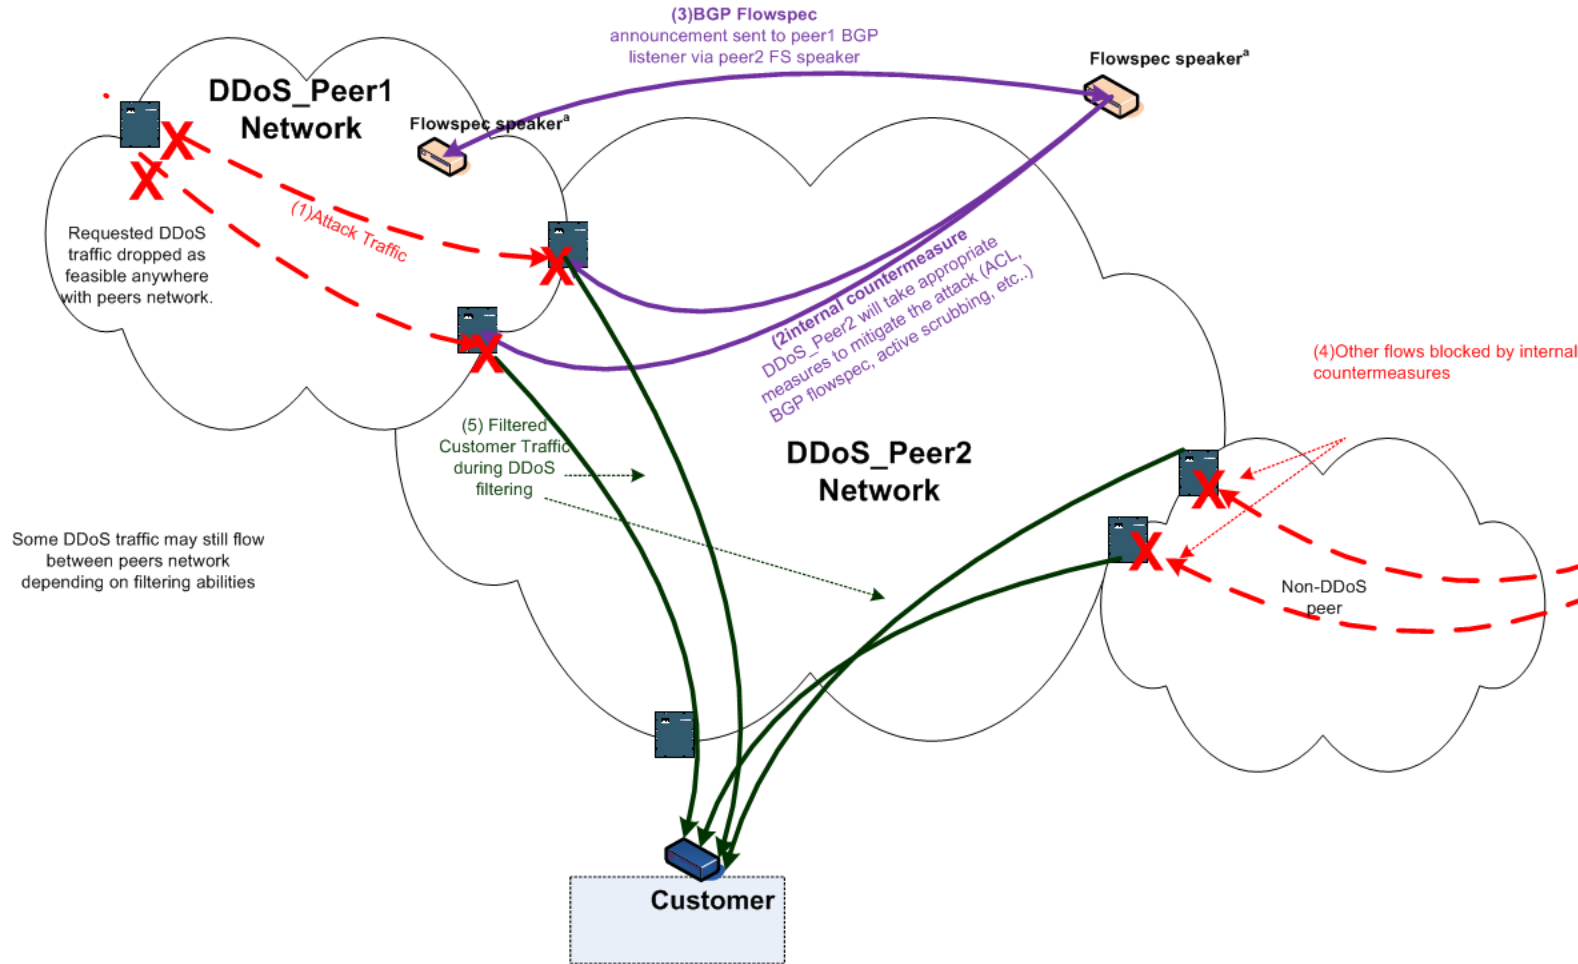 (3)BGP Flowspec
announcement sent to peer1 BGP
listener via peer2 FS speaker
Flowspec speakerᵃ
DDoS_Peer1
Network
Flowspec speakerᵃ
(1)Attack Traffic
Requested DDoS
traffic dropped as
feasible anywhere
with peers network.
(2internal countermeasure
DDoS_Peer2 will take appropriate
measures to mitigate the attack (ACL,
BGP flowspec, active scrubbing, etc..)
(4)Other flows blocked by internal
countermeasures
(5) Filtered
Customer Traffic
during DDoS
filtering
DDoS_Peer2
Network
Some DDoS traffic may still flow
between peers network
depending on filtering abilities
Non-DDoS
peer
Customer